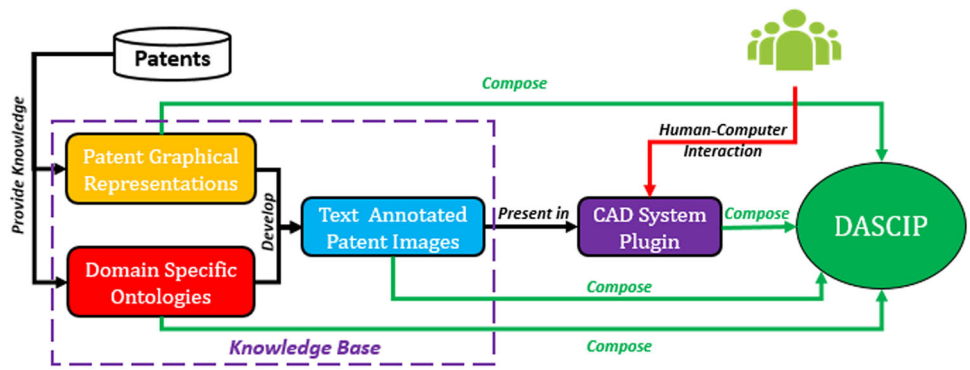 Patents
Compose
Provide Knowledge
Human-Computer
Interaction
Patent Graphical
Representations
Develop
Text Annotated
Patent Images
Present in
CAD System
Plugin
Compose
DASCIP
Domain Specific
Ontologies
Compose
Knowledge Base
Compose